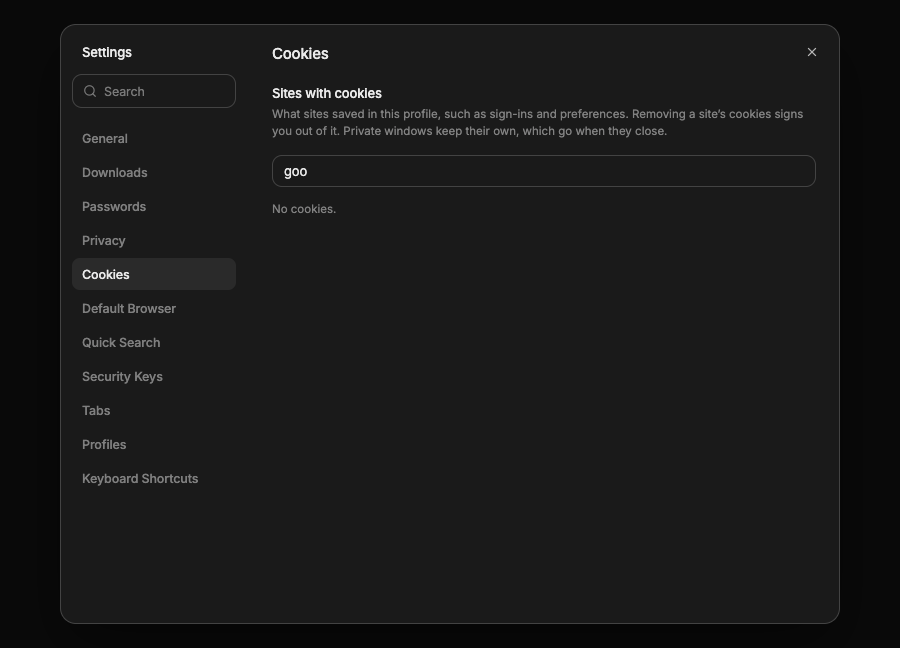 Settings
Search
General
Downloads
Passwords
Privacy
Cookies
Default Browser
Quick Search
Security Keys
Tabs
Profiles
Keyboard Shortcuts
Cookies
Sites with cookies
What sites saved in this profile, such as sign-ins and preferences. Removing a site’s cookies signs
you out of it. Private windows keep their own, which go when they close.
goo
No cookies.